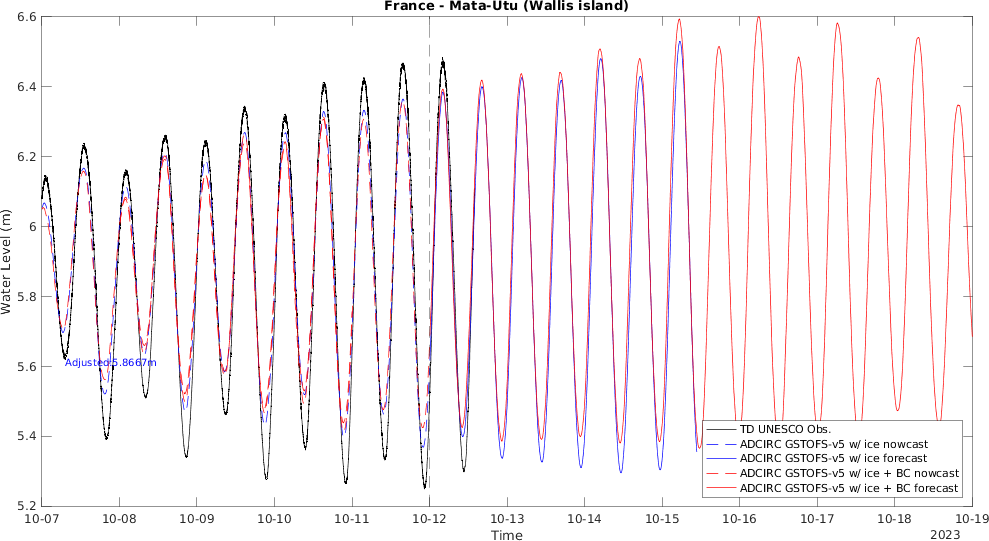 France - Mata-Utu (Wallis island)
6.6
6.4
6.2
6
5.8
5.6
5.4
5.2
Water Level (m)
Adjusted:5.8667m
TD UNESCO Obs.
ADCIRC GSTOFS-v5 w/ ice nowcast
ADCIRC GSTOFS-v5 w/ ice forecast
ADCIRC GSTOFS-v5 w/ ice + BC nowcast
ADCIRC GSTOFS-v5 w/ ice + BC forecast
10-07 10-08 10-09 10-10 10-11 10-12 10-13 10-14 10-15 10-16 10-17 10-18 10-19
Time
2023